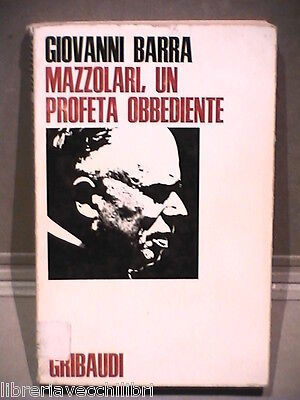 GIOVANNI BARRA
MAZZOLARI, UN
PROFETA OBBEDIENTE
GRIBAUDI
libreriavecchilibri